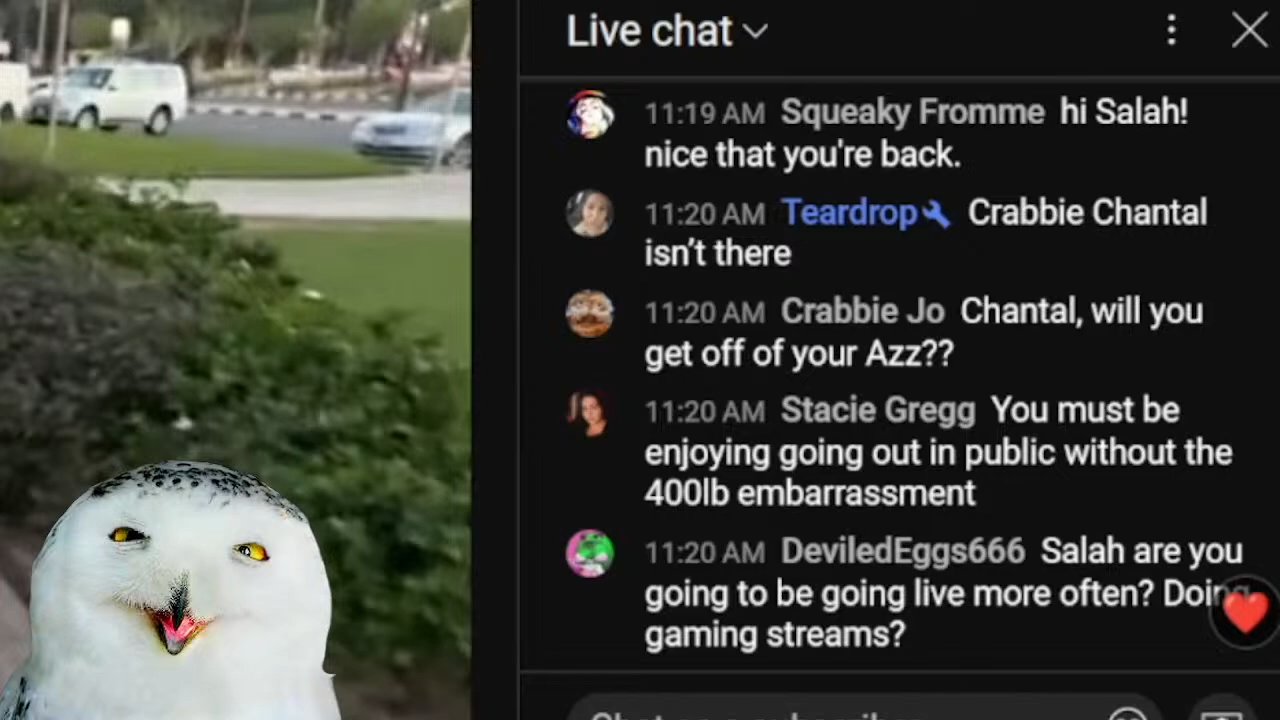 Live chat
11:19 AM Squeaky Fromme hi Salah!
nice that you're back.
11:20 AM Teardrop Crabbie Chantal
isn’t there
11:20 AM Crabbie Jo Chantal, will you
get off of your Azz??
11:20 AM Stacie Gregg You must be
enjoying going out in public without the
400lb embarrassment
11:20 AM DeviledEggs666 Salah are you
going to be going live more often? Doing
gaming streams?